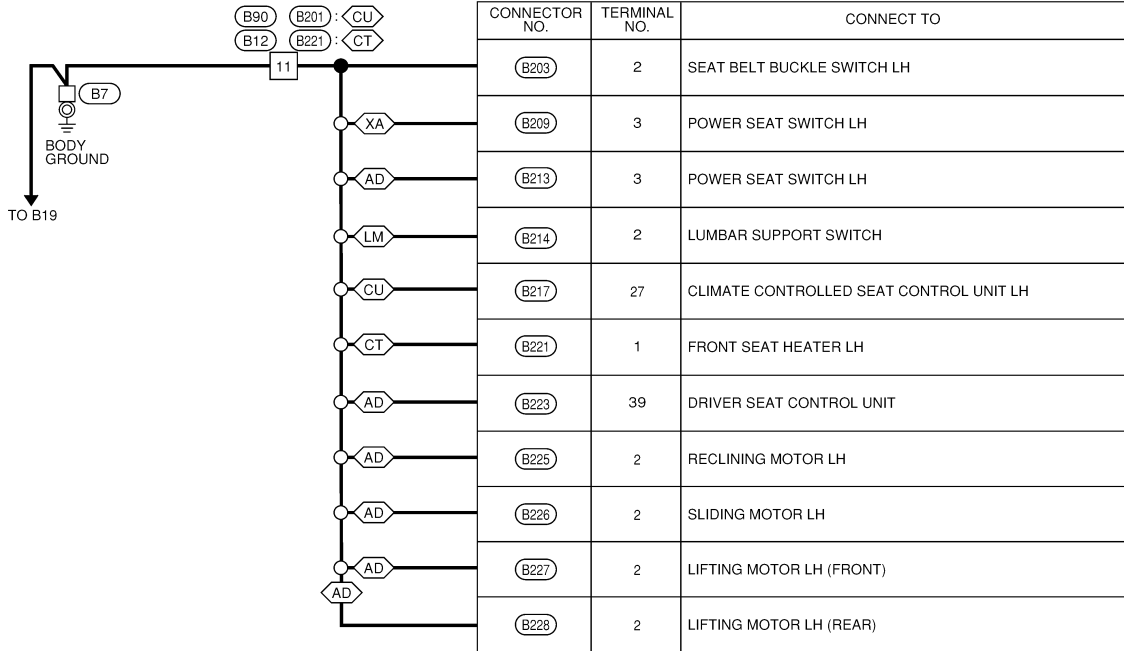 B90 B201 : CU
B12 B221 : CT
11
B7
BODY
GROUND
TO B19
CONNECTOR NO. TERMINAL NO. CONNECT TO
B203 2 SEAT BELT BUCKLE SWITCH LH
XA B209 3 POWER SEAT SWITCH LH
AD B213 3 POWER SEAT SWITCH LH
LM B214 2 LUMBAR SUPPORT SWITCH
CU B217 27 CLIMATE CONTROLLED SEAT CONTROL UNIT LH
CT B221 1 FRONT SEAT HEATER LH
AD B223 39 DRIVER SEAT CONTROL UNIT
AD B225 2 RECLINING MOTOR LH
AD B226 2 SLIDING MOTOR LH
AD B227 2 LIFTING MOTOR LH (FRONT)
AD
B228 2 LIFTING MOTOR LH (REAR)